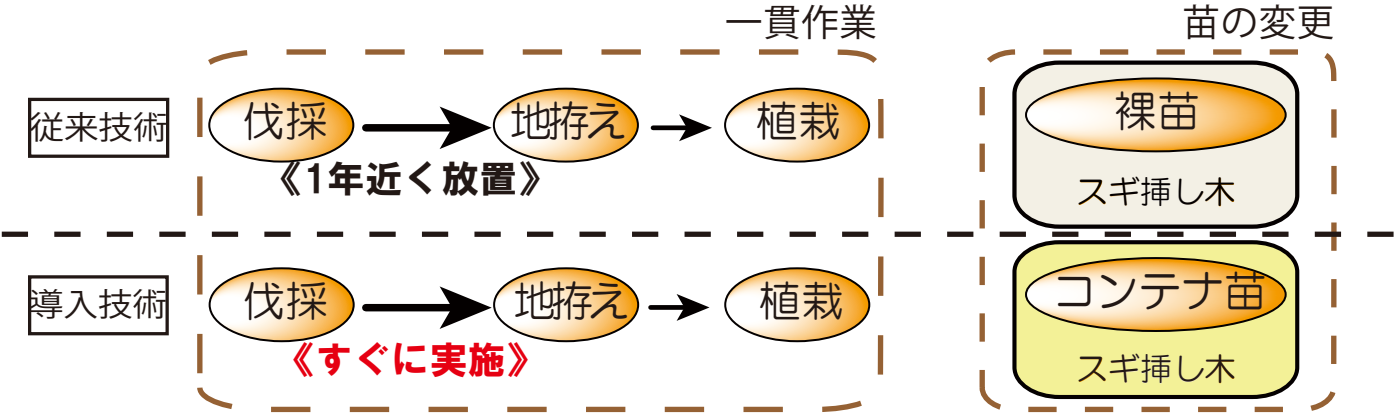 一貫作業
苗の変更
従来技術
伐採
地拵え
植栽
《1年近く放置》
裸苗
スギ挿し木
導入技術
伐採
地拵え
植栽
《すぐに実施》
コンテナ苗
スギ挿し木